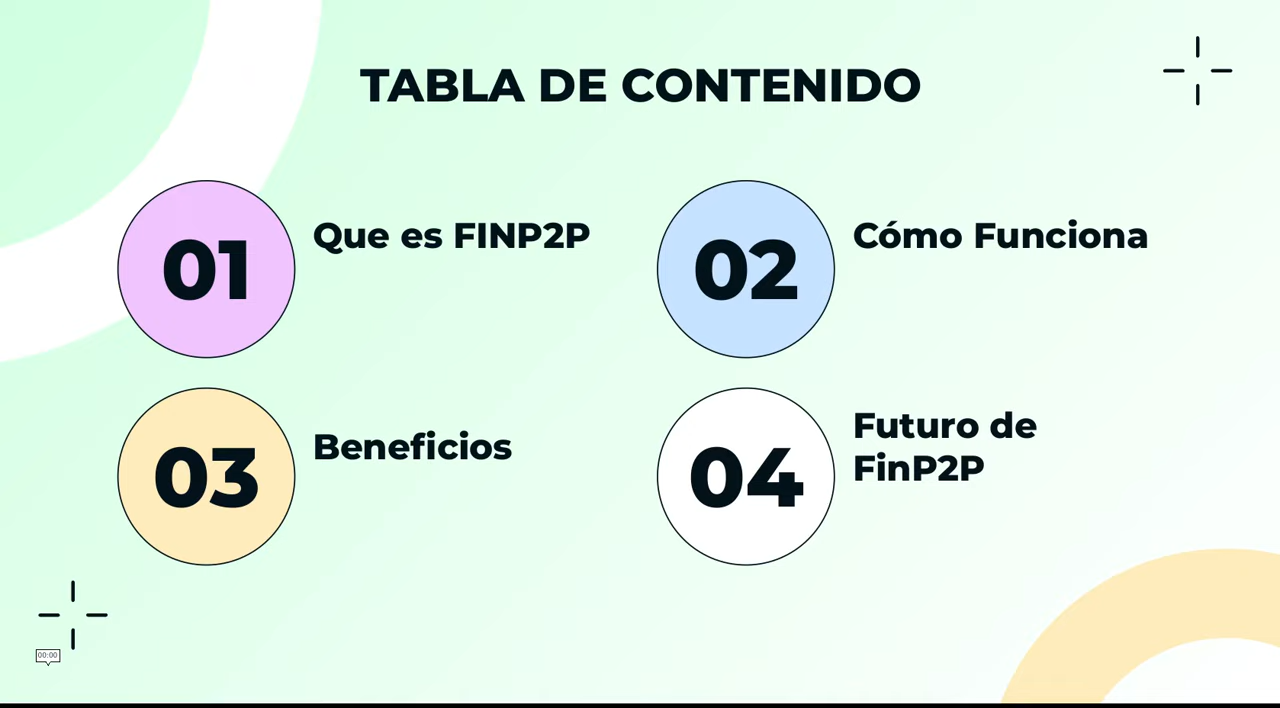 TABLA DE CONTENIDO
01
Que es FINP2P
02
Cómo Funciona
03
Beneficios
04
Futuro de
FinP2P
00:00